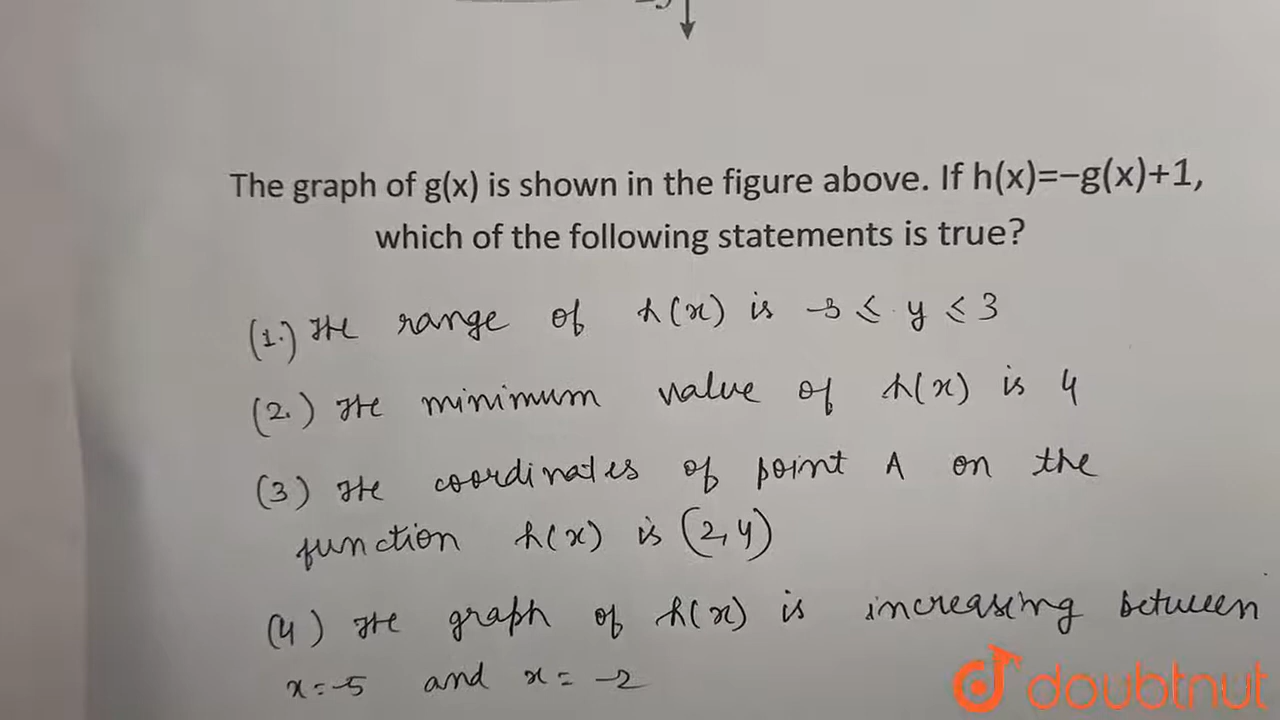 The graph of g(x) is shown in the figure above. If h(x)=−g(x)+1,
which of the following statements is true?
(1.) The range of h(x) is -3 ≤ y ≤ 3
(2.) The minimum value of h(x) is 4
(3) The coordinates of point A on the
function h(x) is (2,4)
(4) The graph of h(x) is increasing between
x=-5 and x= -2
doubtnut